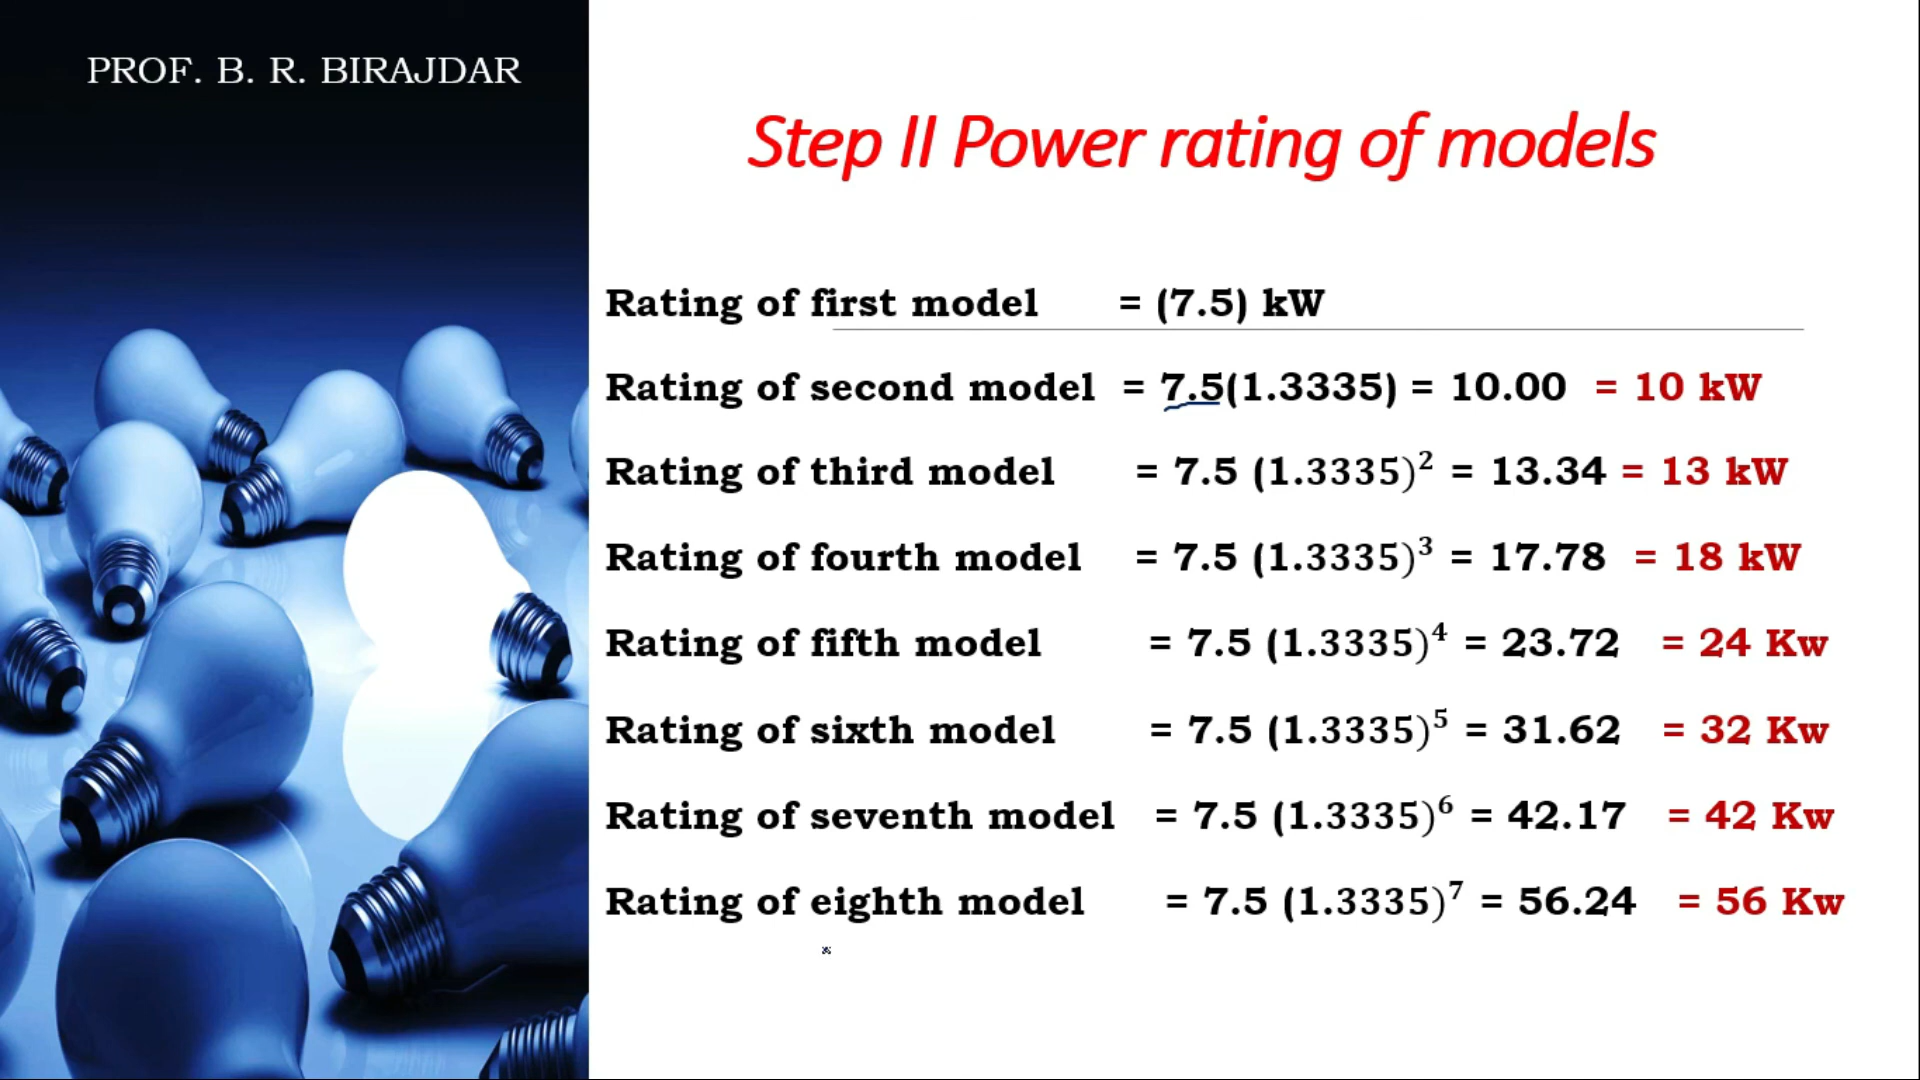 PROF. B. R. BIRAJDAR
Step II Power rating of models
Rating of first model = (7.5) kW
Rating of second model = 7.5(1.3335) = 10.00 = 10 kW
Rating of third model = 7.5 (1.3335)² = 13.34 = 13 kW
Rating of fourth model = 7.5 (1.3335)³ = 17.78 = 18 kW
Rating of fifth model = 7.5 (1.3335)⁴ = 23.72 = 24 Kw
Rating of sixth model = 7.5 (1.3335)⁵ = 31.62 = 32 Kw
Rating of seventh model = 7.5 (1.3335)⁶ = 42.17 = 42 Kw
Rating of eighth model = 7.5 (1.3335)⁷ = 56.24 = 56 Kw